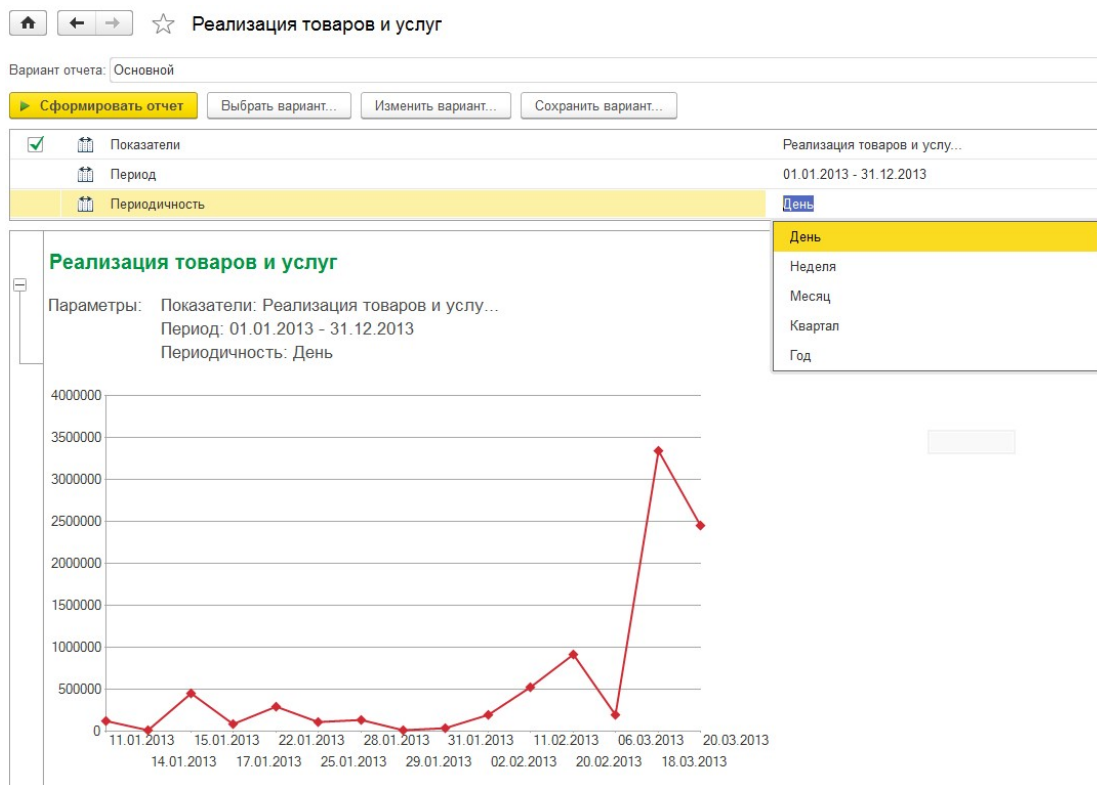 Реализация товаров и услуг
Вариант отчета: Основной
Сформировать отчет Выбрать вариант... Изменить вариант... Сохранить вариант...
Показатели Реализация товаров и услу...
Период 01.01.2013 - 31.12.2013
Периодичность День
День
Неделя
Месяц
Квартал
Год
Реализация товаров и услуг
Параметры: Показатели: Реализация товаров и услу...
Период: 01.01.2013 - 31.12.2013
Периодичность: День
4000000
3500000
3000000
2500000
2000000
1500000
1000000
500000
0
11.01.2013 15.01.2013 22.01.2013 28.01.2013 31.01.2013 11.02.2013 06.03.2013 20.03.2013
14.01.2013 17.01.2013 25.01.2013 29.01.2013 02.02.2013 20.02.2013 18.03.2013